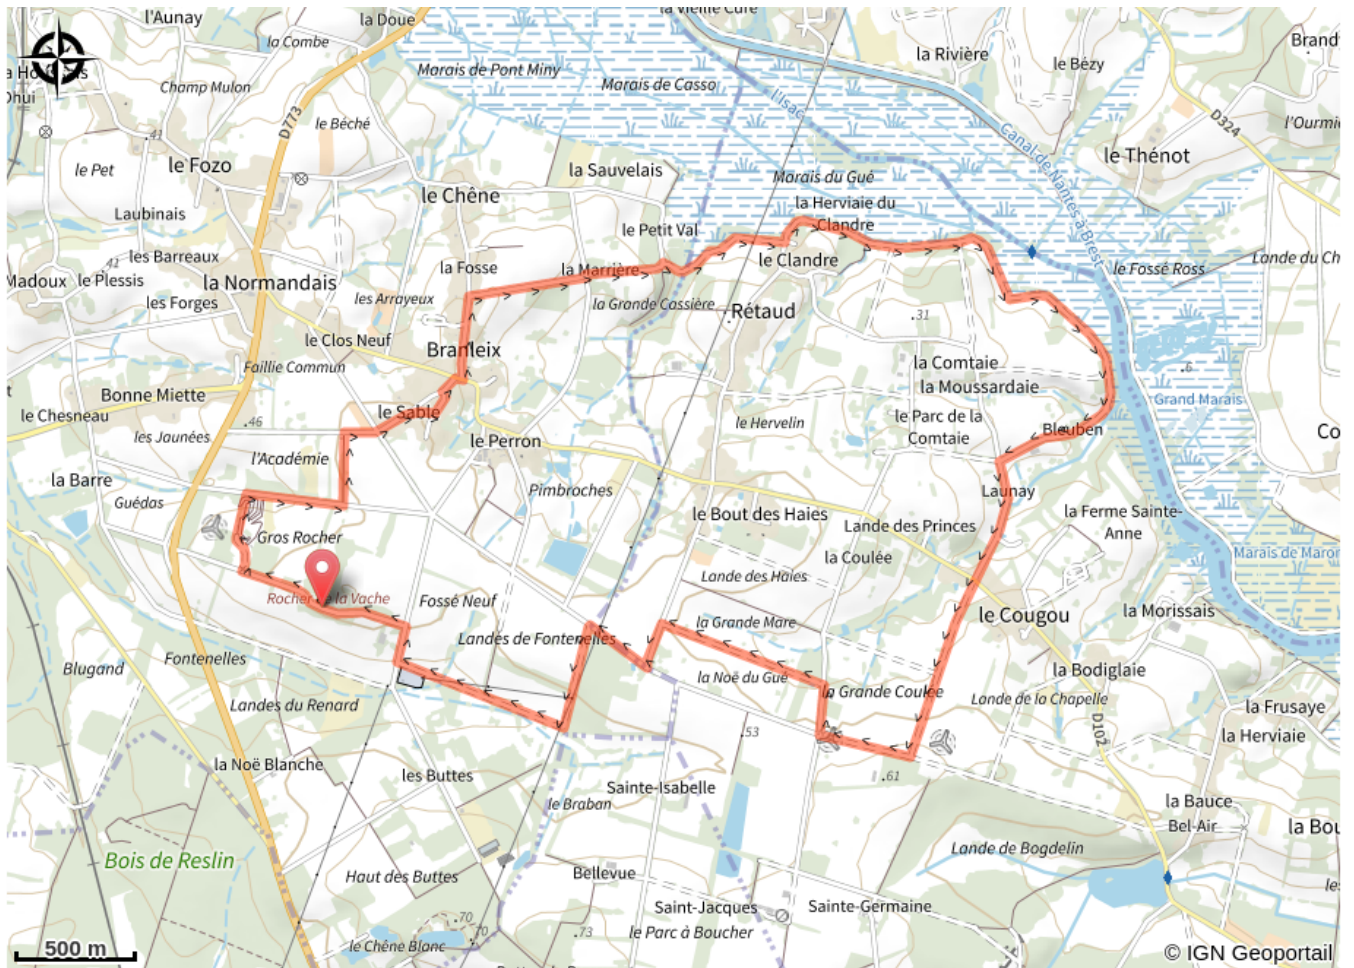 l'Aunay
la Doue
la Vieille Cure
la Combe
la Rivière
Brand
le Bézy
Marais de Pont Miny
Marais de Casso
Champ Mulon
l'Isac
D773
le Béché
.41
D324
l'Ourmi
Canal de Nantes à Brest
le Thénot
le Pet
le Fozo
la Sauvelais
Marais du Gué
le Chêne
la Herviaie du
Clandre
Laubinais
le Petit Val
les Barreaux
le Clandre
Lande du Ch
.42
la Fosse
la Marrière
le Fossé Ross
Madoux
le Plessis
la Normandais
les Forges
les Arrayeux
la Grande Cassière
Rétaud
.31
le Clos Neuf
Branleix
la Comtaie
Faillie Commun
.6
la Moussardaie
Bonne Miette
Grand Marais
le Chesneau
le Sable
le Parc de la
Comtaie
.46
le Hervelin
Bleuben
Co
les Jaunées
le Perron
l'Académie
la Barre
Pimbroches
Launay
Guédas
le Bout des Haies
la Ferme Sainte-
Anne
Lande des Princes
Gros Rocher
la Coulée
Marais de Maron
Lande des Haies
Rocher de la Vache
Fossé Neuf
le Cougou
la Morissais
la Grande Mare
Landes de Fontenelles
Fontenelles
Blugand
la Noë du Gué
la Bodiglaie
la Grande Coulée
Lande de la Chapelle
Landes du Renard
la Frusaye
D102
.53
la Herviaie
la Noë Blanche
les Buttes
.61
Sainte-Isabelle
le Braban
la Bauce
Bel-Air
la Bou
Bois de Reslin
Lande de Bogdelin
Haut des Buttes
Bellevue
les
Saint-Jacques
Sainte-Germaine
.70
.70
.73
le Parc à Boucher
le Chêne Blanc
500 m
© IGN Geoportail